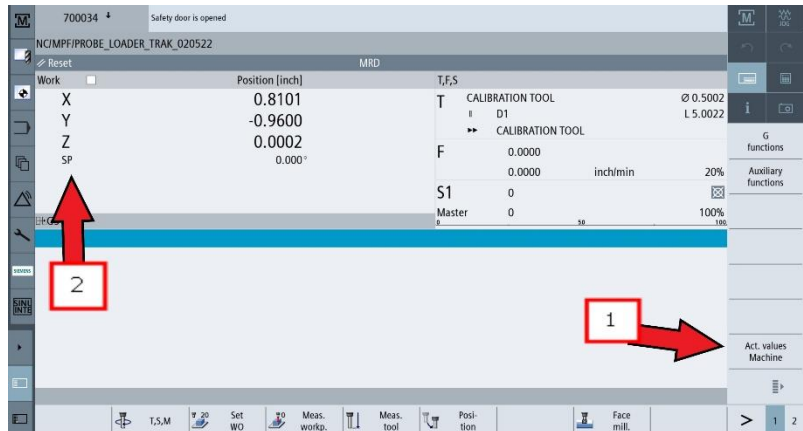 700034
Safety door is opened
NC/MPF/PROBE_LOADER_TRAK_020522
Reset
MRD
Work
Position [inch]
T,F,S
X
0.8101
Y
-0.9600
Z
0.0002
SP
0.000°
T
CALIBRATION TOOL
Ø 0.5002
D1
L 5.0022
CALIBRATION TOOL
F
0.0000
0.0000
inch/min
20%
S1
0
Master
0
100%
0
50
100
2
1
M
SIEMENS
SINU
INTE
M
JOG
i
G
functions
Auxiliary
functions
Act. values
Machine
T,S,M
Set
WO
Meas.
workp.
Meas.
tool
Posi-
tion
Face
mill.
>
1
2